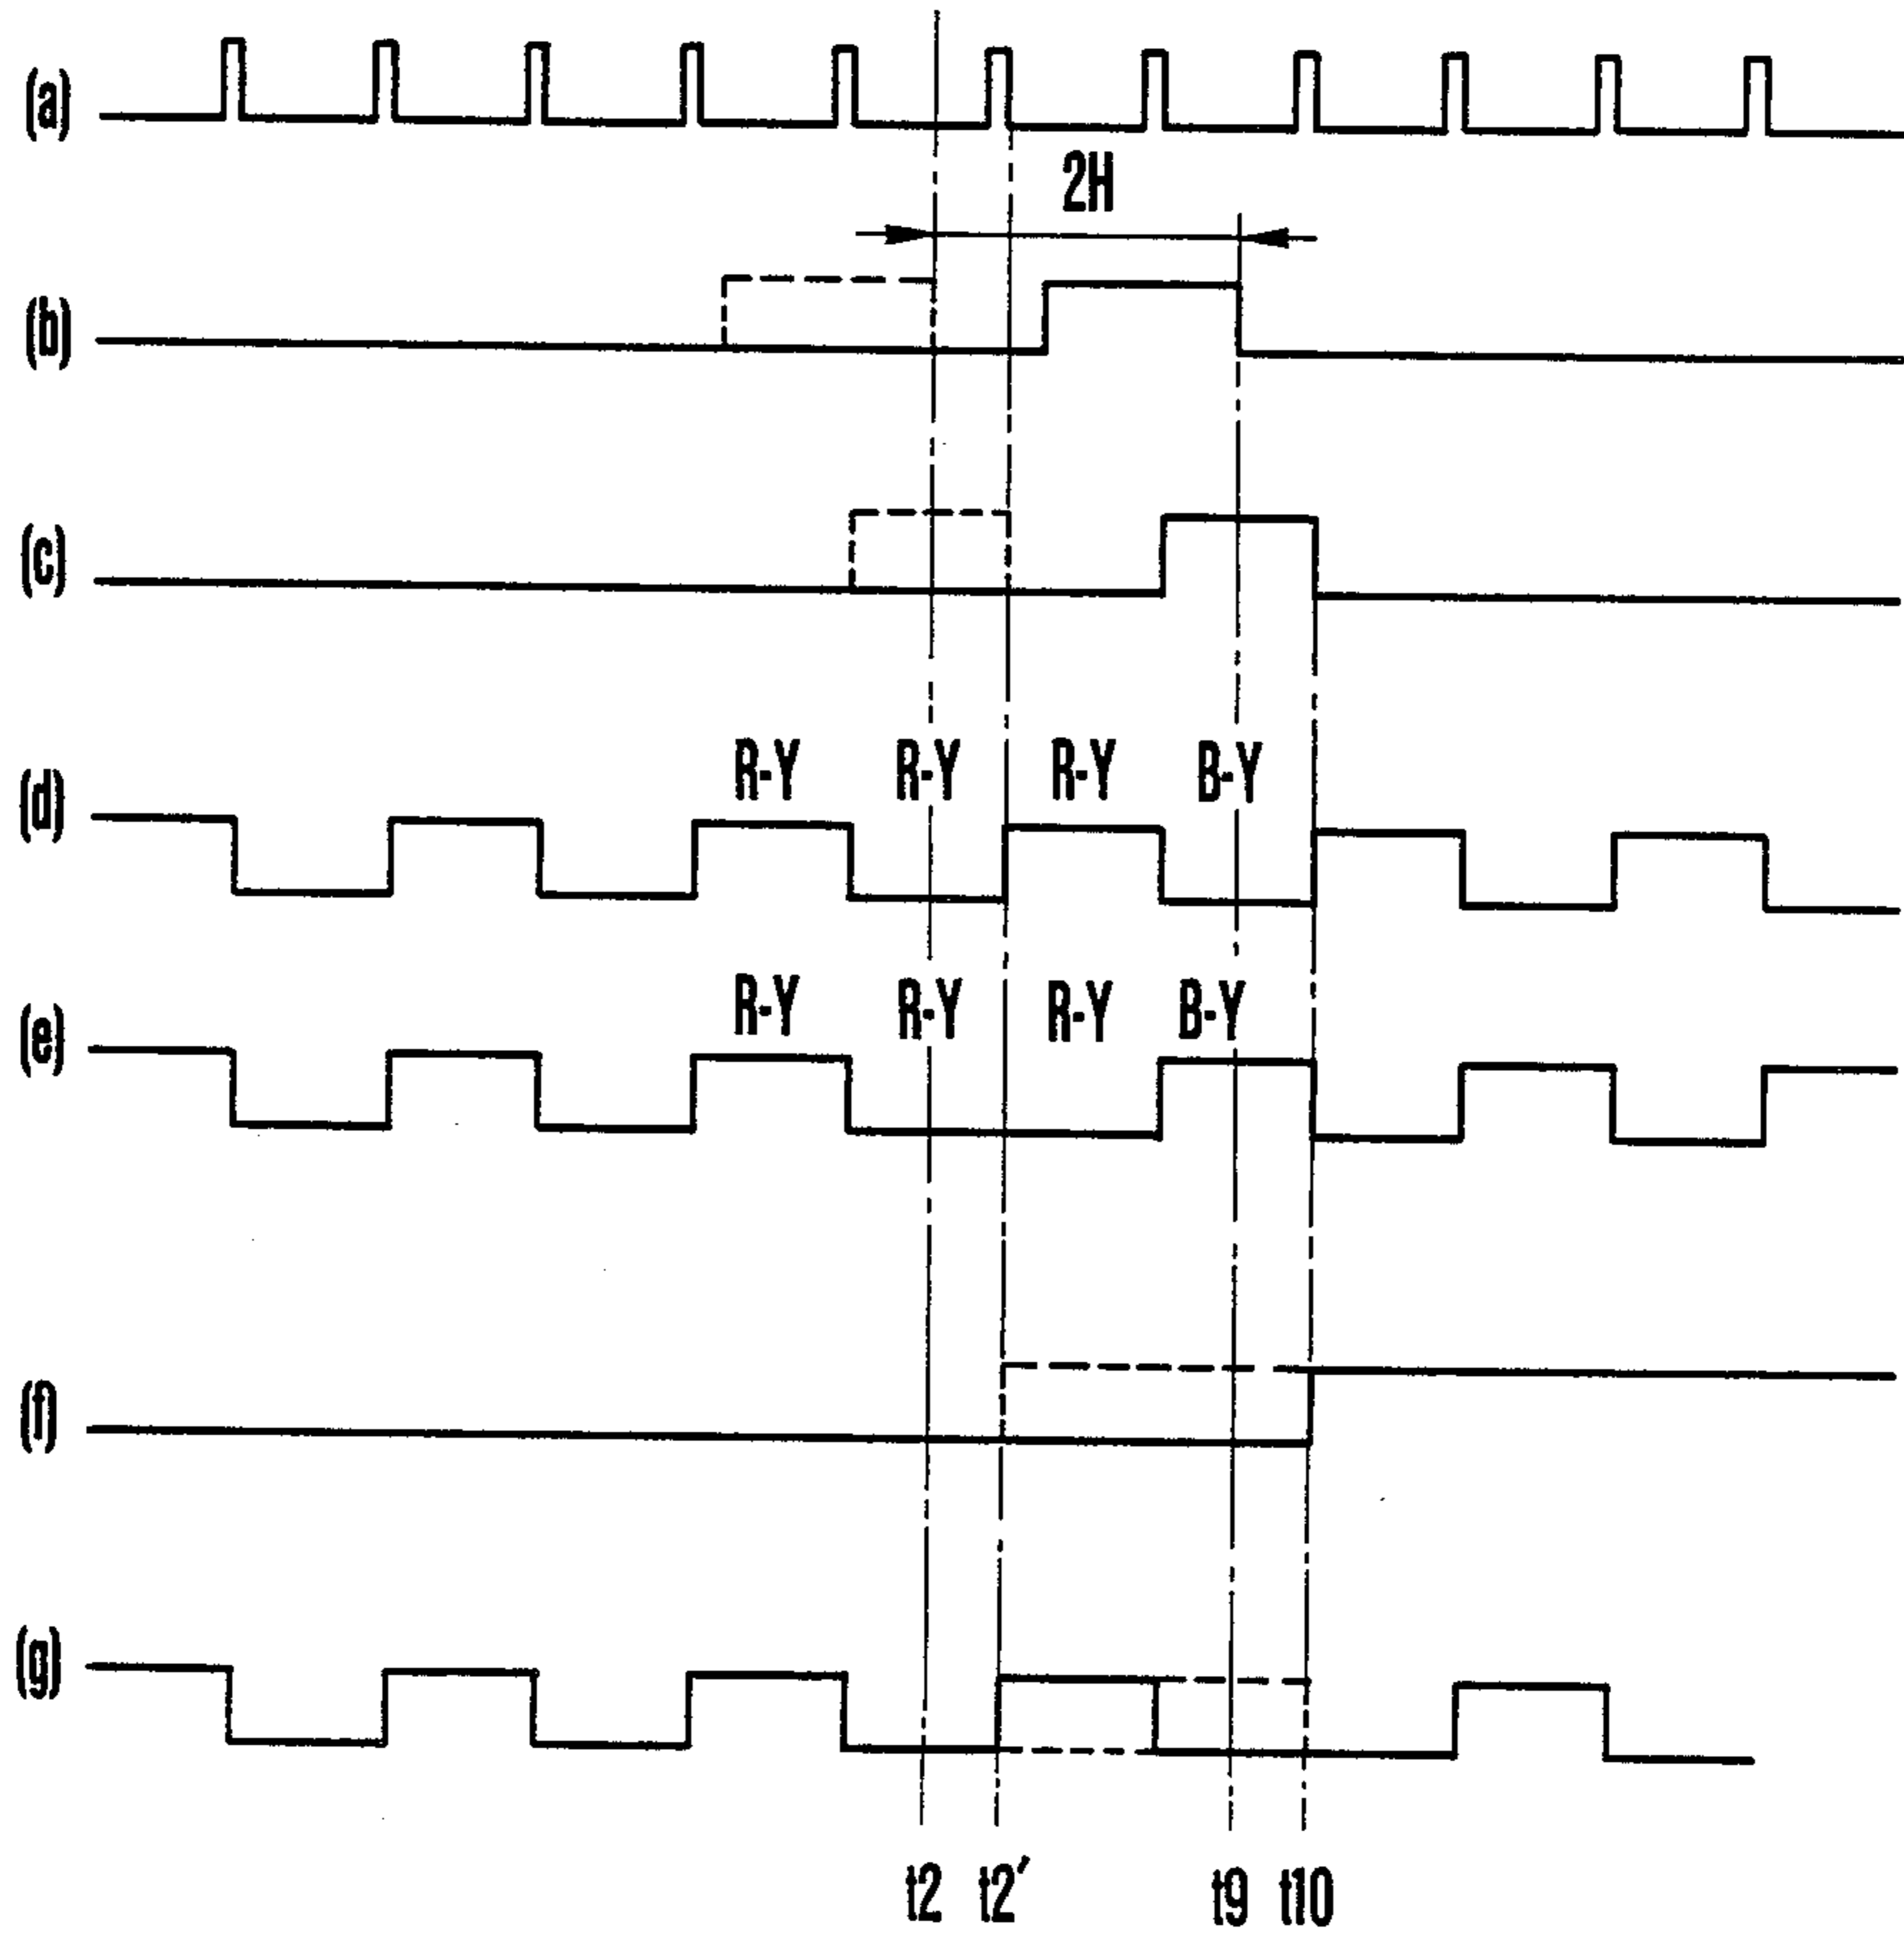 (a)
2H
(b)
(c)
R-Y R-Y R-Y B-Y
(d)
R-Y R-Y R-Y B-Y
(e)
(f)
(g)
t2 t2′ t9 t10